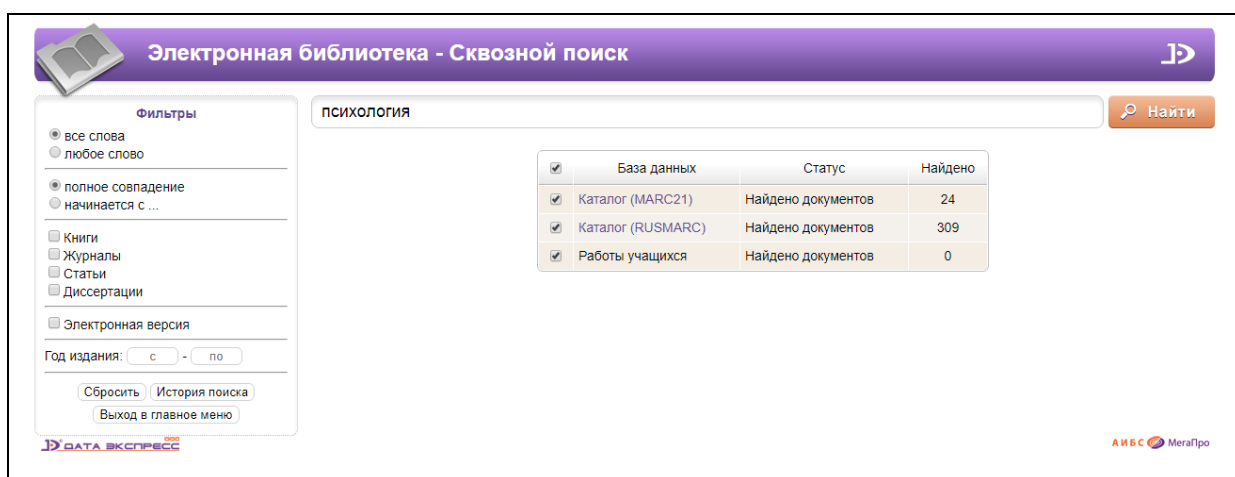 Электронная библиотека - Сквозной поиск
Фильтры
все слова
любое слово
полное совпадение
начинается с ...
Книги
Журналы
Статьи
Диссертации
Электронная версия
Год издания: с - по
Сбросить История поиска
Выход в главное меню
ДАТА ЭКСПРЕСС ООО
психология
Найти
База данных Статус Найдено
Каталог (MARC21) Найдено документов 24
Каталог (RUSMARC) Найдено документов 309
Работы учащихся Найдено документов 0
АИБС МегаПро